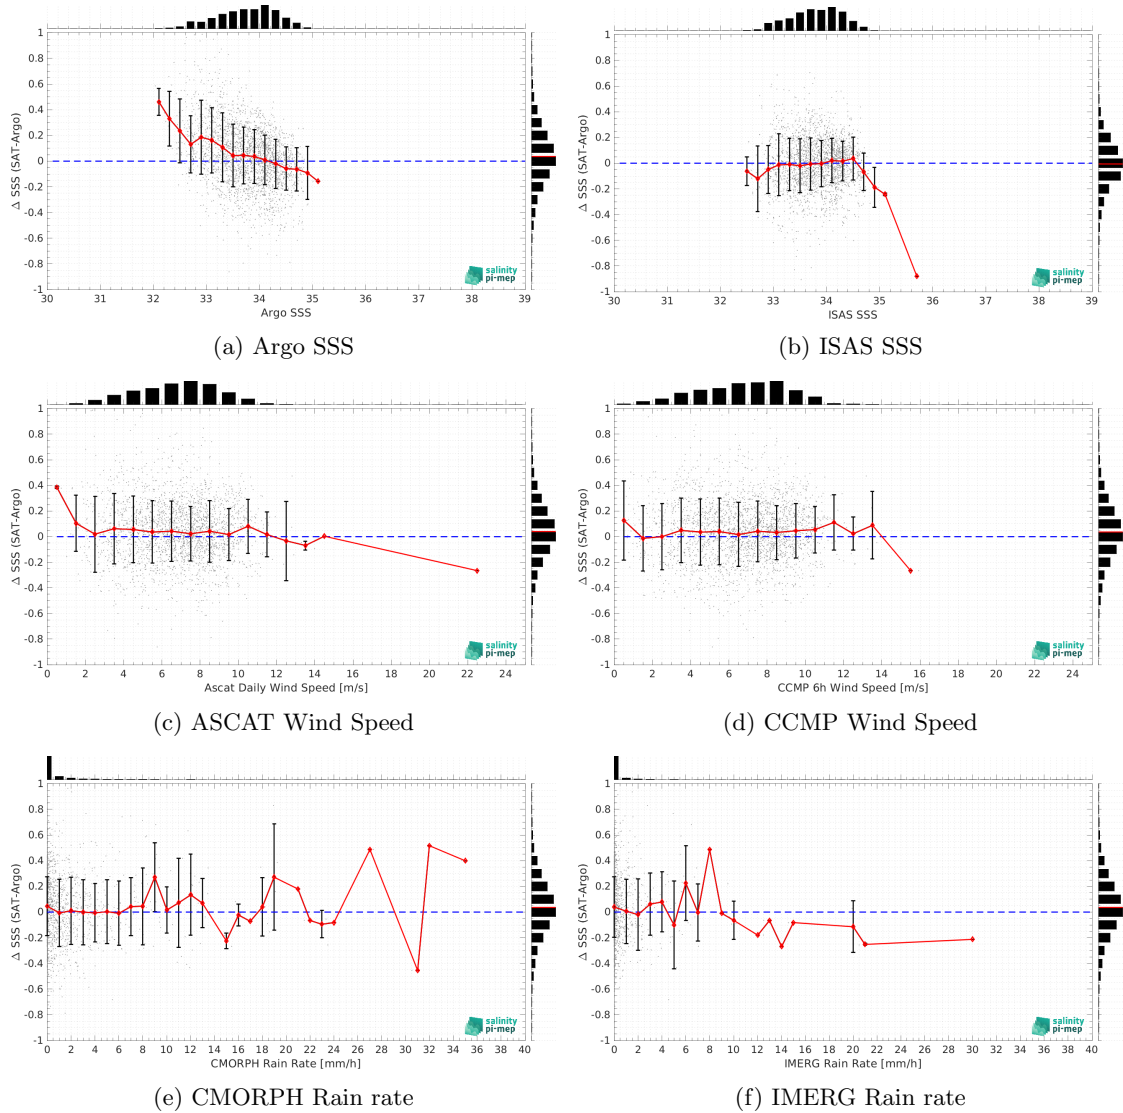 1
0.8
0.6
0.4
0.2
0
-0.2
-0.4
-0.6
-0.8
-1
Δ SSS (SAT-Argo)
30 31 32 33 34 35 36 37 38 39
Argo SSS
salinity
pi-mep
(a) Argo SSS
1
0.8
0.6
0.4
0.2
0
-0.2
-0.4
-0.6
-0.8
-1
Δ SSS (SAT-Argo)
30 31 32 33 34 35 36 37 38 39
ISAS SSS
salinity
pi-mep
(b) ISAS SSS
1
0.8
0.6
0.4
0.2
0
-0.2
-0.4
-0.6
-0.8
-1
Δ SSS (SAT-Argo)
0 2 4 6 8 10 12 14 16 18 20 22 24
Ascat Daily Wind Speed [m/s]
salinity
pi-mep
(c) ASCAT Wind Speed
1
0.8
0.6
0.4
0.2
0
-0.2
-0.4
-0.6
-0.8
-1
Δ SSS (SAT-Argo)
0 2 4 6 8 10 12 14 16 18 20 22 24
CCMP 6h Wind Speed [m/s]
salinity
pi-mep
(d) CCMP Wind Speed
1
0.8
0.6
0.4
0.2
0
-0.2
-0.4
-0.6
-0.8
-1
Δ SSS (SAT-Argo)
0 2 4 6 8 10 12 14 16 18 20 22 24 26 28 30 32 34 36 38 40
CMORPH Rain Rate [mm/h]
salinity
pi-mep
(e) CMORPH Rain rate
1
0.8
0.6
0.4
0.2
0
-0.2
-0.4
-0.6
-0.8
-1
Δ SSS (SAT-Argo)
0 2 4 6 8 10 12 14 16 18 20 22 24 26 28 30 32 34 36 38 40
IMERG Rain Rate [mm/h]
salinity
pi-mep
(f) IMERG Rain rate